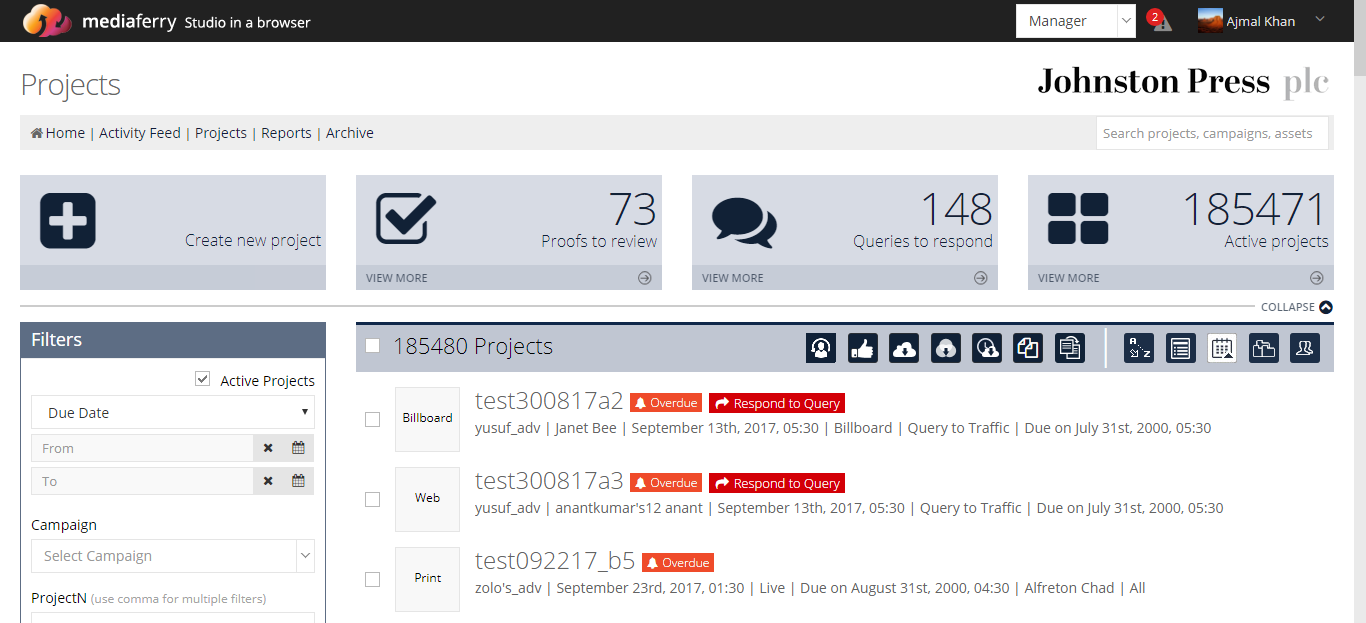 mediaferry Studio in a browser
Manager
2
Ajmal Khan
Projects
Johnston Press plc
Home | Activity Feed | Projects | Reports | Archive
Search projects, campaigns, assets
Create new project
73
Proofs to review
VIEW MORE
148
Queries to respond
VIEW MORE
185471
Active projects
VIEW MORE
COLLAPSE
Filters
Active Projects
Due Date
From
To
Campaign
Select Campaign
ProjectN (use comma for multiple filters)
185480 Projects
A Z
Billboard
test300817a2 Overdue Respond to Query
yusuf_adv | Janet Bee | September 13th, 2017, 05:30 | Billboard | Query to Traffic | Due on July 31st, 2000, 05:30
Web
test300817a3 Overdue Respond to Query
yusuf_adv | anantkumar's12 anant | September 13th, 2017, 05:30 | Query to Traffic | Due on July 31st, 2000, 05:30
Print
test092217_b5 Overdue
zolo's_adv | September 23rd, 2017, 01:30 | Live | Due on August 31st, 2000, 04:30 | Alfreton Chad | All